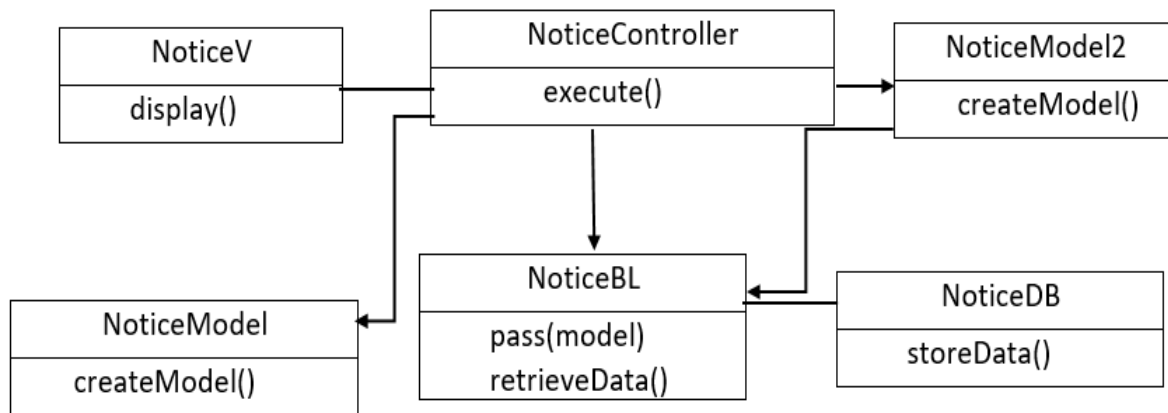 NoticeV
display()
NoticeController
execute()
NoticeModel2
createModel()
NoticeModel
createModel()
NoticeBL
pass(model)
retrieveData()
NoticeDB
storeData()